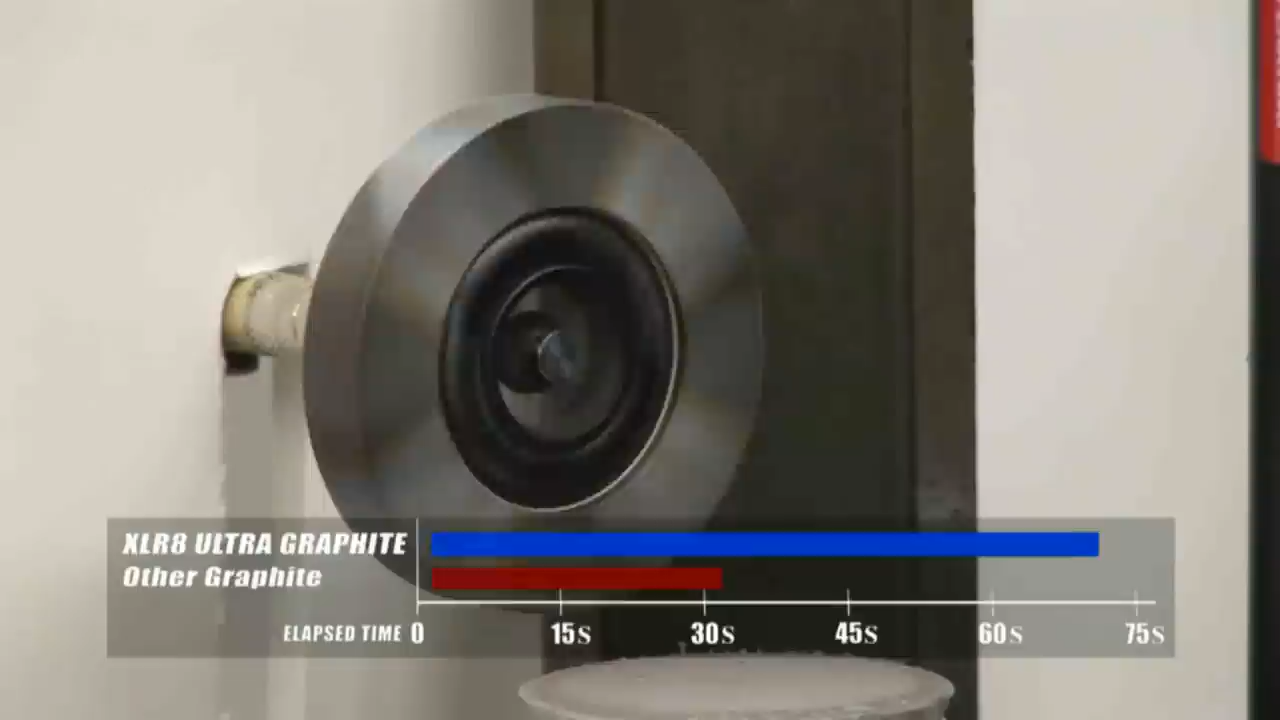 XLR8 ULTRA GRAPHITE
Other Graphite
ELAPSED TIME 0 15S 30S 45S 60S 75S